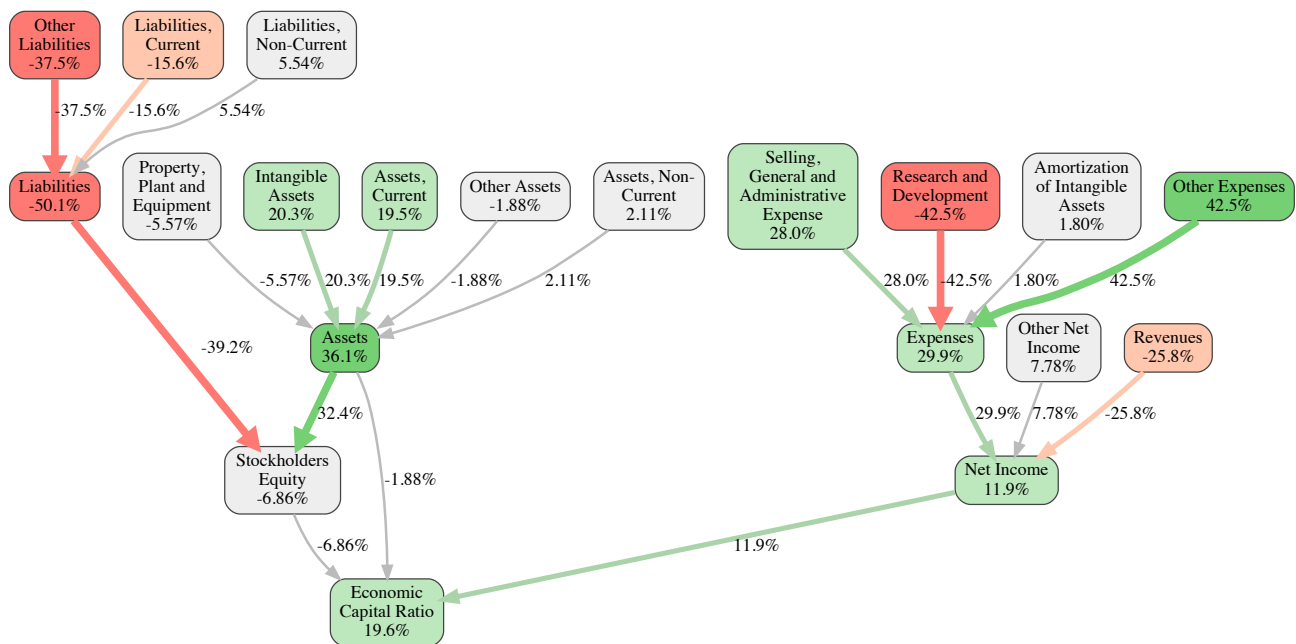 Other
Liabilities
-37.5%
Liabilities,
Current
-15.6%
Liabilities,
Non-Current
5.54%
-37.5%
-15.6%
5.54%
Liabilities
-50.1%
Property,
Plant and
Equipment
-5.57%
Intangible
Assets
20.3%
Assets,
Current
19.5%
Other Assets
-1.88%
Assets, Non-
Current
2.11%
Selling,
General and
Administrative
Expense
28.0%
Research and
Development
-42.5%
Amortization
of Intangible
Assets
1.80%
Other Expenses
42.5%
-5.57%
20.3%
19.5%
-1.88%
2.11%
28.0%
-42.5%
1.80%
42.5%
Assets
36.1%
Expenses
29.9%
Other Net
Income
7.78%
Revenues
-25.8%
-39.2%
32.4%
29.9%
7.78%
-25.8%
Stockholders
Equity
-6.86%
-1.88%
Net Income
11.9%
-6.86%
11.9%
Economic
Capital Ratio
19.6%